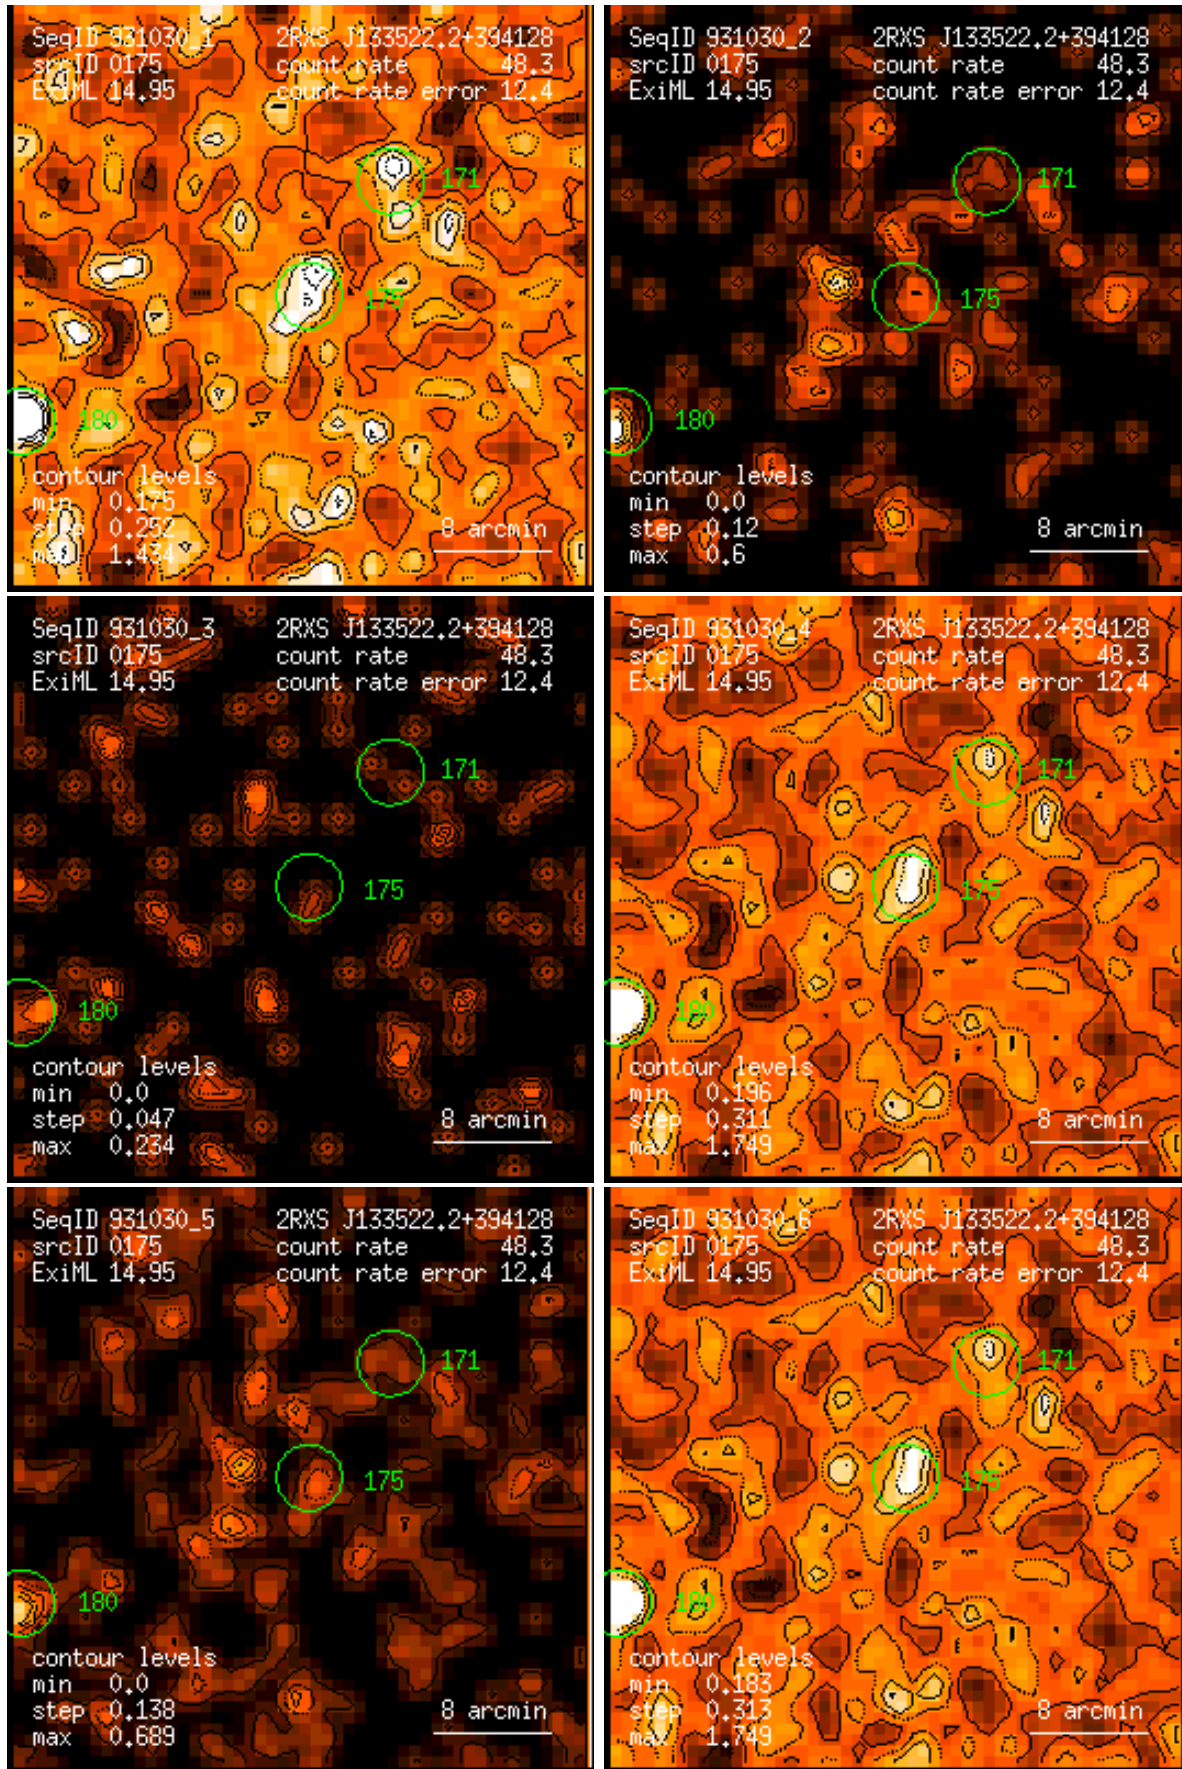 SeqID 931030_1 2RXS J133522.2+394128
srcID 0175 count rate 48.3
ExiML 14.95 count rate error 12.4
171
175
180
contour levels
min 0.175
step 0.252
max 1.434
8 arcmin
SeqID 931030_2 2RXS J133522.2+394128
srcID 0175 count rate 48.3
ExiML 14.95 count rate error 12.4
171
175
180
contour levels
min 0.0
step 0.12
max 0.6
8 arcmin
SeqID 931030_3 2RXS J133522.2+394128
srcID 0175 count rate 48.3
ExiML 14.95 count rate error 12.4
171
175
180
contour levels
min 0.0
step 0.047
max 0.234
8 arcmin
SeqID 931030_4 2RXS J133522.2+394128
srcID 0175 count rate 48.3
ExiML 14.95 count rate error 12.4
171
175
180
contour levels
min 0.196
step 0.311
max 1.749
8 arcmin
SeqID 931030_5 2RXS J133522.2+394128
srcID 0175 count rate 48.3
ExiML 14.95 count rate error 12.4
171
175
180
contour levels
min 0.0
step 0.138
max 0.689
8 arcmin
SeqID 931030_6 2RXS J133522.2+394128
srcID 0175 count rate 48.3
ExiML 14.95 count rate error 12.4
171
175
180
contour levels
min 0.183
step 0.313
max 1.749
8 arcmin